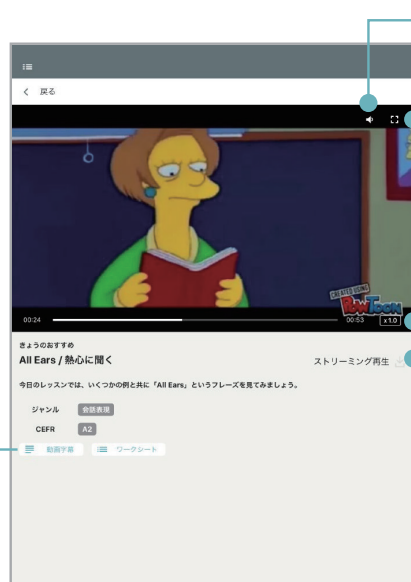 戻る
CREATED USING
PowToon
00:24
00:53
x1.0
きょうのおすすめ
All Ears / 熱心に聞く
ストリーミング再生
今日のレッスンでは、いくつかの例と共に「All Ears」というフレーズを見てみましょう。
ジャンル 会話表現
CEFR A2
動画字幕 ワークシート